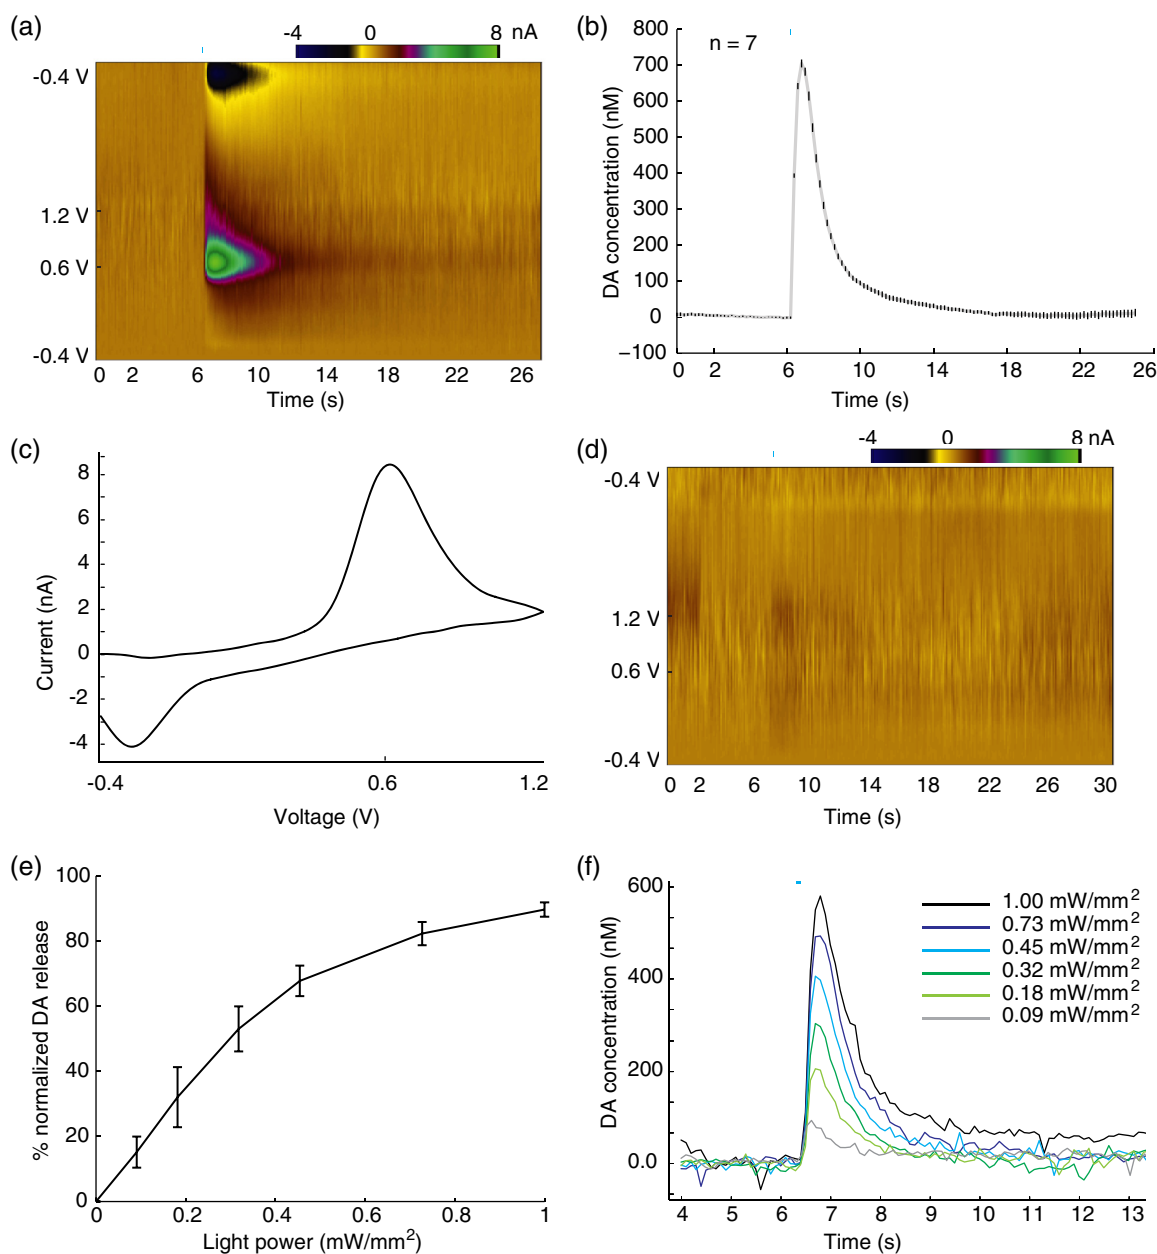 (a)
-4 0 8 nA
-0.4 V
1.2 V
0.6 V
-0.4 V
0 2 6 10 14 18 22 26
Time (s)
(b)
n = 7
DA concentration (nM)
800
700
600
500
400
300
200
100
0
−100
0 2 6 10 14 18 22 26
Time (s)
(c)
Current (nA)
8
6
4
2
0
-2
-4
-0.4 0.6 1.2
Voltage (V)
(d)
-4 0 8 nA
-0.4 V
1.2 V
0.6 V
-0.4 V
0 2 6 10 14 18 22 26 30
Time (s)
(e)
% normalized DA release
100
80
60
40
20
0
0 0.2 0.4 0.6 0.8 1
Light power (mW/mm²)
(f)
DA concentration (nM)
600
400
200
0.0
1.00 mW/mm²
0.73 mW/mm²
0.45 mW/mm²
0.32 mW/mm²
0.18 mW/mm²
0.09 mW/mm²
4 5 6 7 8 9 10 11 12 13
Time (s)